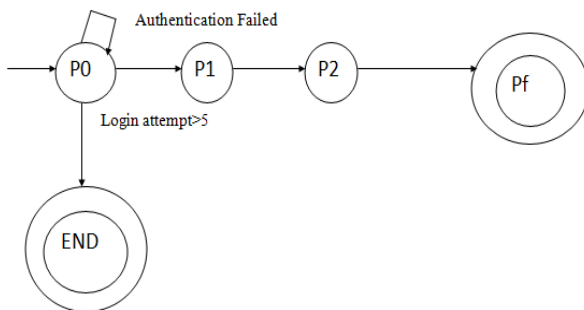 Authentication Failed
P0
P1
P2
Pf
Login attempt>5
END